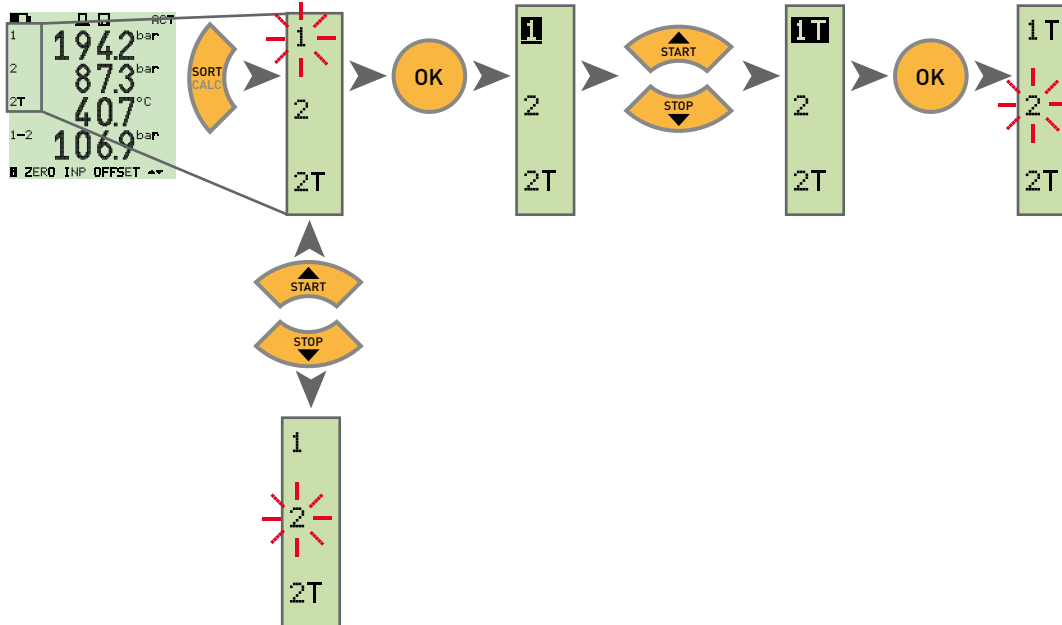 ACT
1 194.2 bar
2 87.3 bar
2T 40.7 °C
1-2 106.9 bar
ZERO INP OFFSET
SORT
CALC
1
2
2T
OK
1
2
2T
START
STOP
1T
2
2T
OK
1T
2
2T
START
STOP
1
2
2T